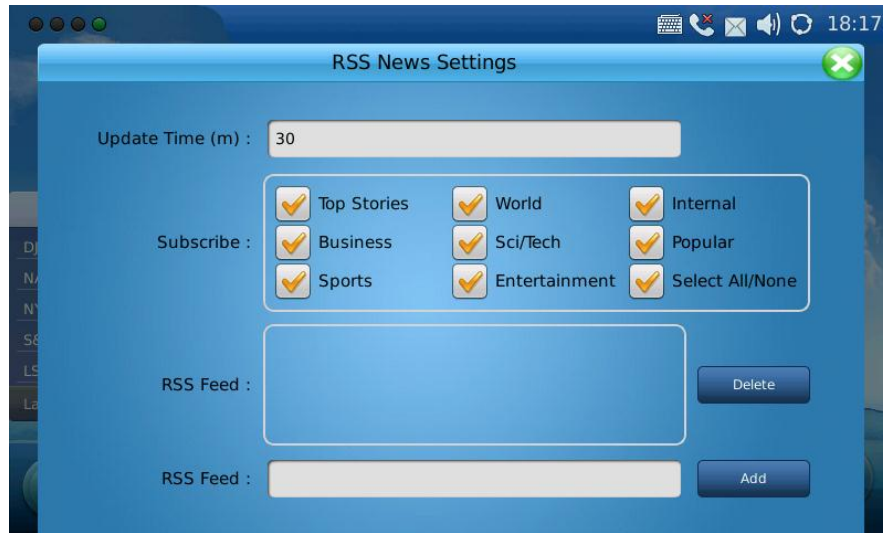 18:17
RSS News Settings
Update Time (m) : 30
Top Stories World Internal
Subscribe : Business Sci/Tech Popular
Sports Entertainment Select All/None
RSS Feed : Delete
RSS Feed : Add